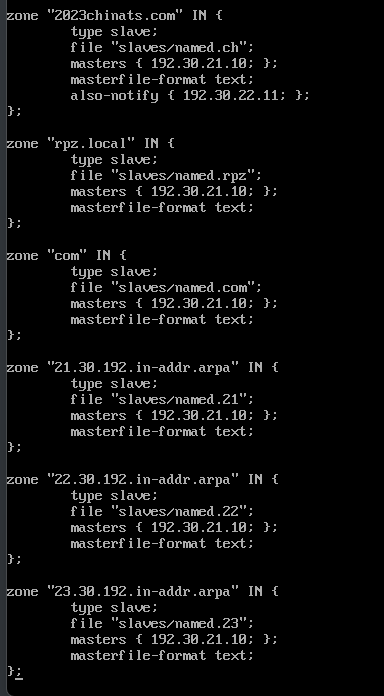 zone "2023chinats.com" IN {
        type slave;
        file "slaves/named.ch";
        masters { 192.30.21.10; };
        masterfile-format text;
        also-notify { 192.30.22.11; };
};

zone "rpz.local" IN {
        type slave;
        file "slaves/named.rpz";
        masters { 192.30.21.10; };
        masterfile-format text;
};

zone "com" IN {
        type slave;
        file "slaves/named.com";
        masters { 192.30.21.10; };
        masterfile-format text;
};

zone "21.30.192.in-addr.arpa" IN {
        type slave;
        file "slaves/named.21";
        masters { 192.30.21.10; };
        masterfile-format text;
};

zone "22.30.192.in-addr.arpa" IN {
        type slave;
        file "slaves/named.22";
        masters { 192.30.21.10; };
        masterfile-format text;
};

zone "23.30.192.in-addr.arpa" IN {
        type slave;
        file "slaves/named.23";
        masters { 192.30.21.10; };
        masterfile-format text;
};